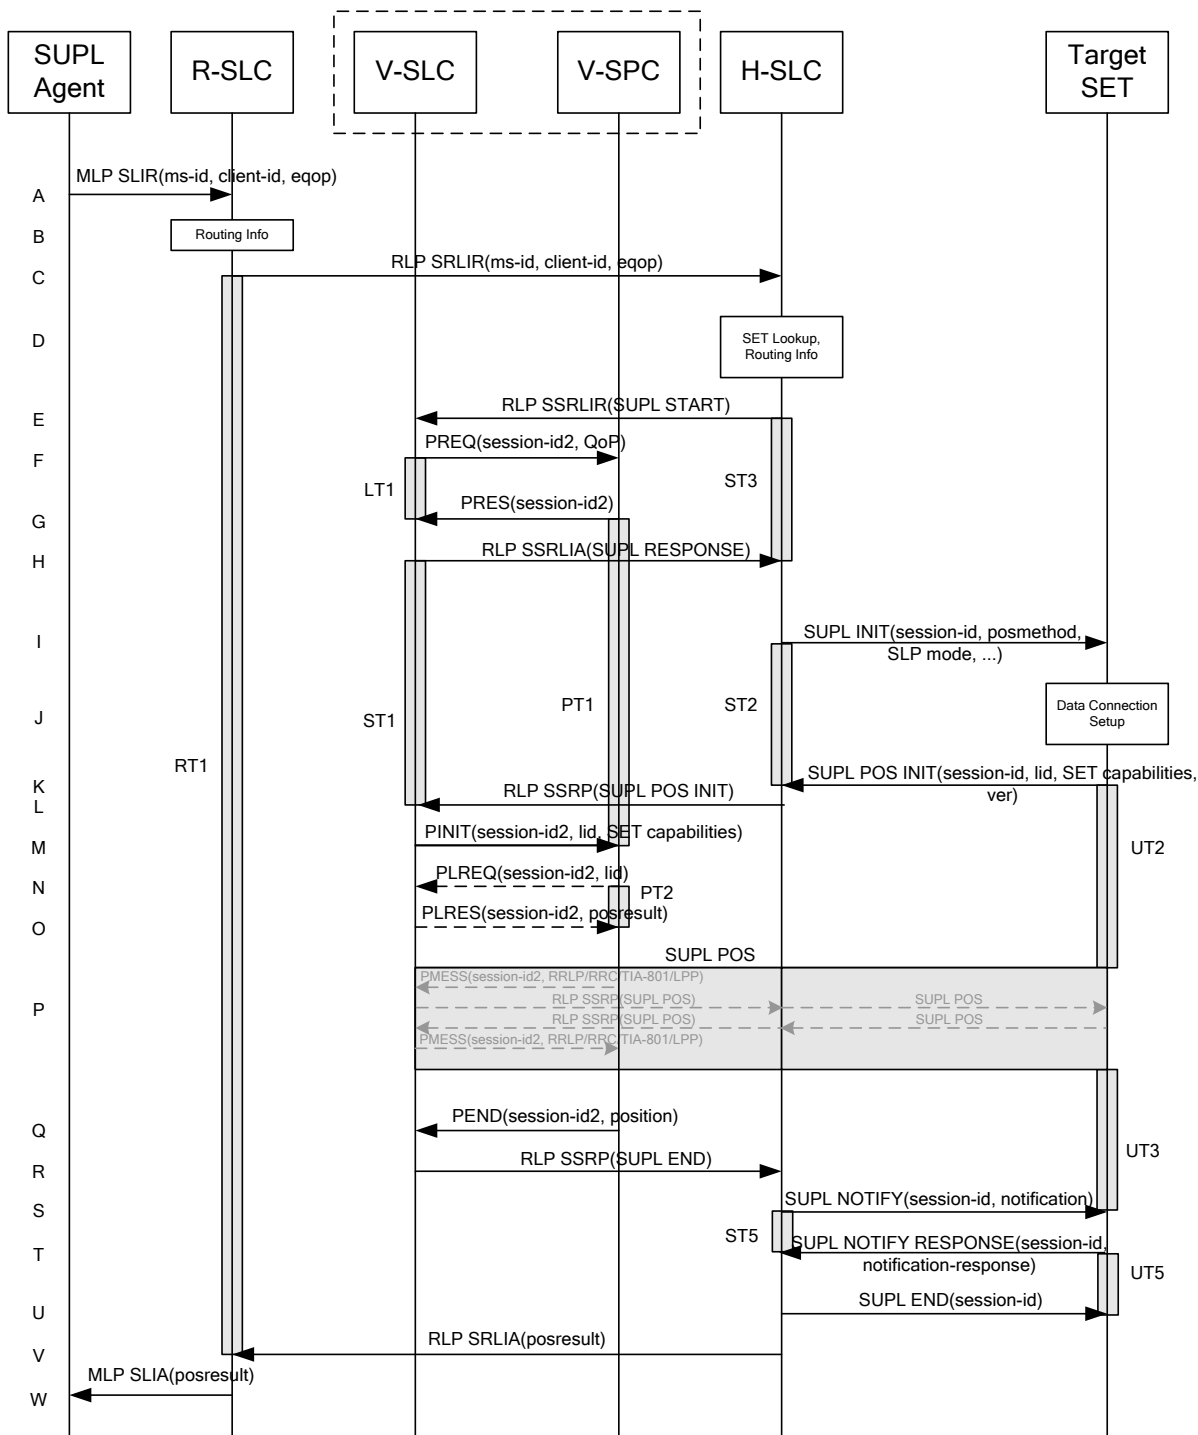 SUPL
Agent
R-SLC
V-SLC
V-SPC
H-SLC
Target
SET
A
MLP SLIR(ms-id, client-id, eqop)
B
Routing Info
C
RLP SRLIR(ms-id, client-id, eqop)
D
SET Lookup,
Routing Info
E
RLP SSRLIR(SUPL START)
F
PREQ(session-id2, QoP)
LT1
ST3
G
PRES(session-id2)
H
RLP SSRLIA(SUPL RESPONSE)
I
SUPL INIT(session-id, posmethod,
SLP mode, ...)
J
ST1
PT1
ST2
Data Connection
Setup
RT1
K
SUPL POS INIT(session-id, lid, SET capabilities,
ver)
L
RLP SSRP(SUPL POS INIT)
M
PINIT(session-id2, lid, SET capabilities)
UT2
N
PLREQ(session-id2, lid)
PT2
O
PLRES(session-id2, posresult)
SUPL POS
PMESS(session-id2, RRLP/RRC/TIA-801/LPP)
P
RLP SSRP(SUPL POS)
SUPL POS
RLP SSRP(SUPL POS)
SUPL POS
PMESS(session-id2, RRLP/RRC/TIA-801/LPP)
Q
PEND(session-id2, position)
UT3
R
RLP SSRP(SUPL END)
S
SUPL NOTIFY(session-id, notification)
ST5
T
SUPL NOTIFY RESPONSE(session-id,
notification-response)
UT5
U
SUPL END(session-id)
V
RLP SRLIA(posresult)
W
MLP SLIA(posresult)